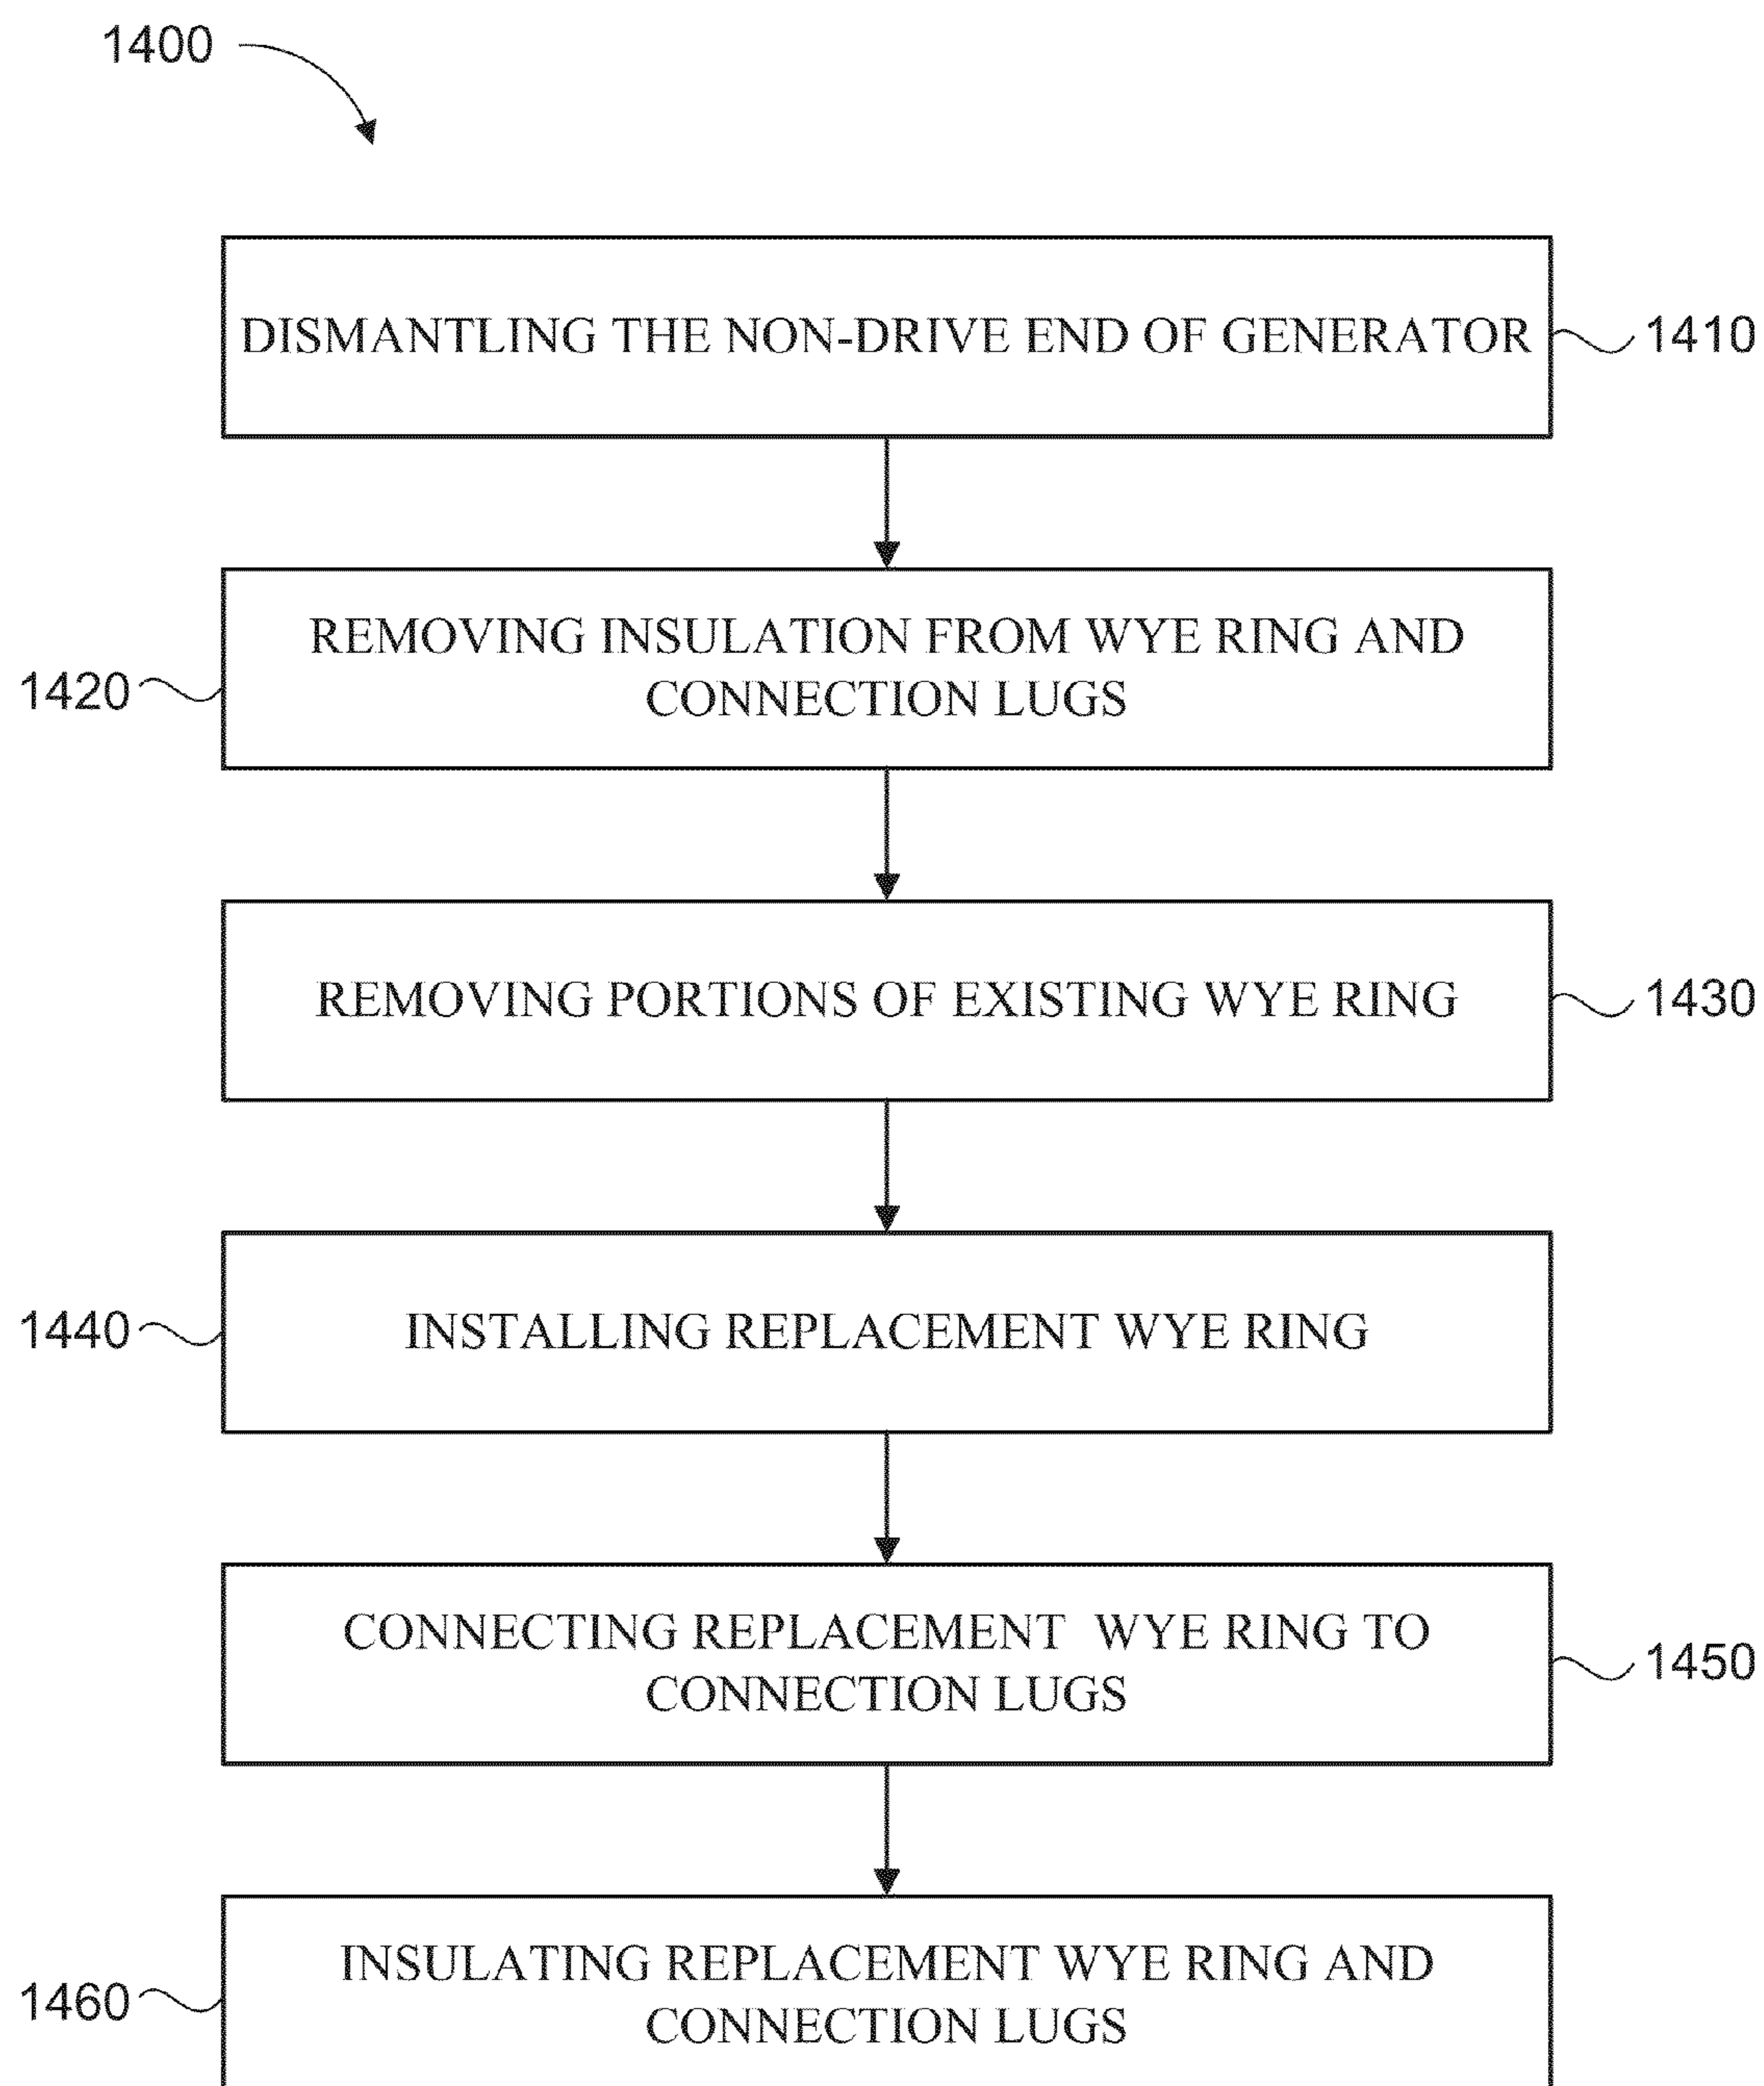 1400
DISMANTLING THE NON-DRIVE END OF GENERATOR
1410
REMOVING INSULATION FROM WYE RING AND
CONNECTION LUGS
1420
REMOVING PORTIONS OF EXISTING WYE RING
1430
INSTALLING REPLACEMENT WYE RING
1440
CONNECTING REPLACEMENT WYE RING TO
CONNECTION LUGS
1450
INSULATING REPLACEMENT WYE RING AND
CONNECTION LUGS
1460